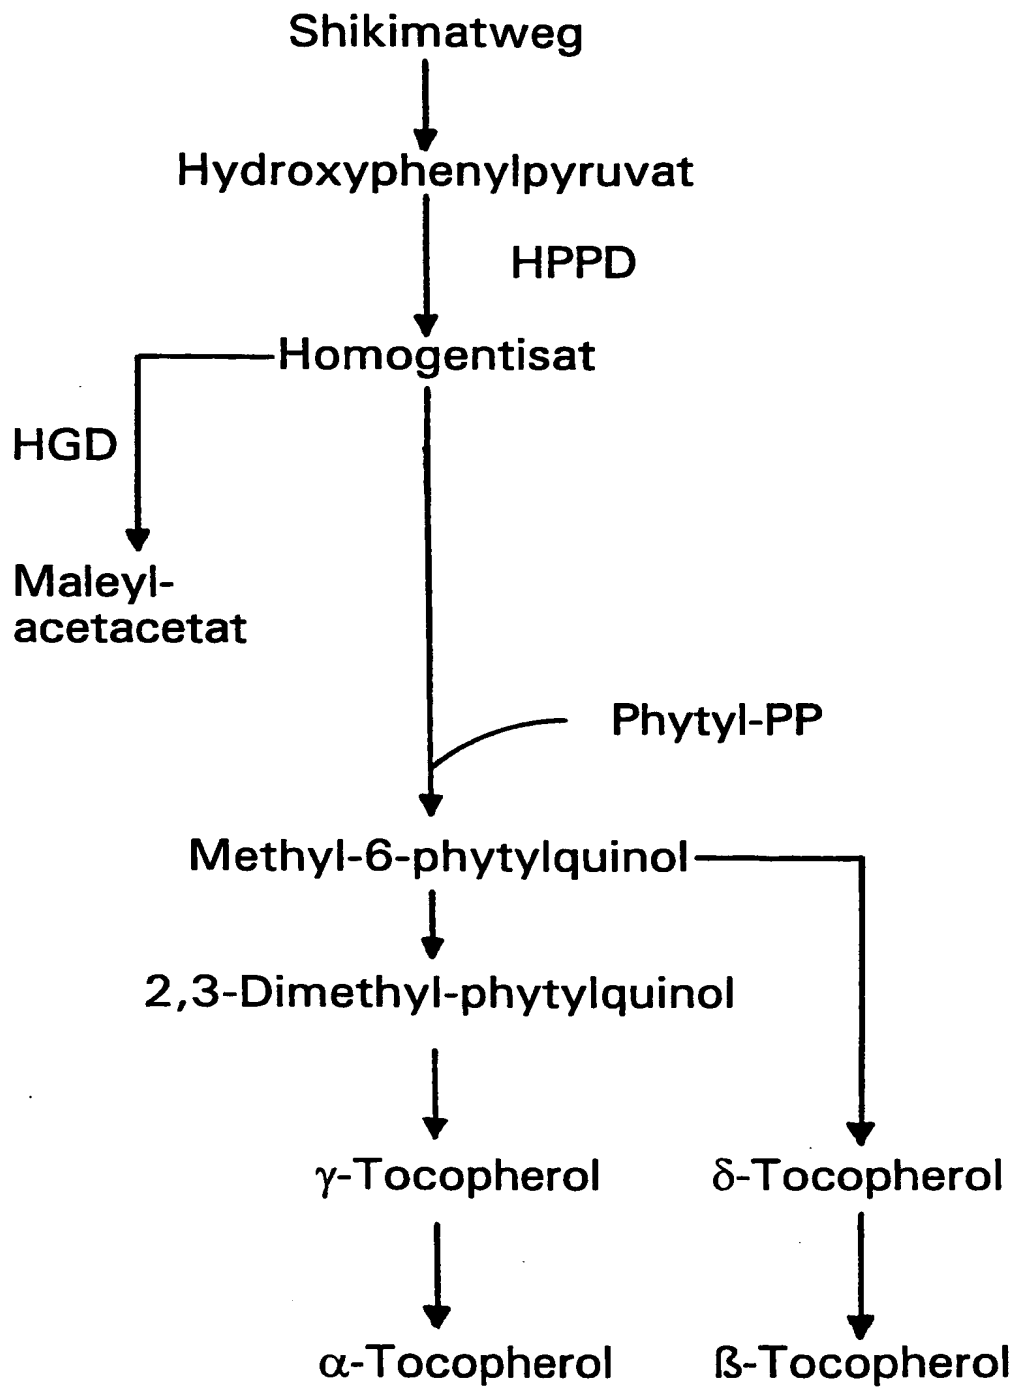 Shikimatweg
Hydroxyphenylpyruvat
HPPD
Homogentisat
HGD
Maleyl-
acetacetat
Phytyl-PP
Methyl-6-phytylquinol
2,3-Dimethyl-phytylquinol
γ-Tocopherol
δ-Tocopherol
α-Tocopherol
ß-Tocopherol